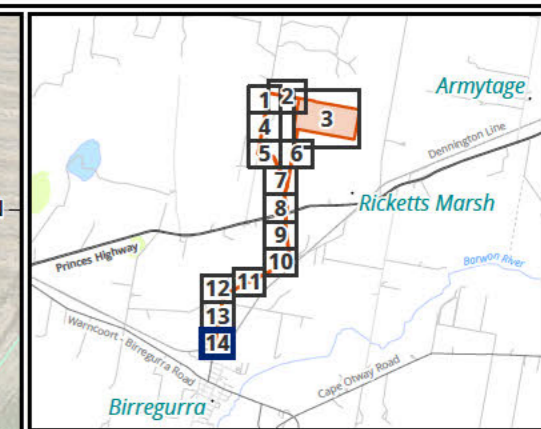 Armytage
1
2
3
4
5
6
Dennington Line
7
Ricketts Marsh
8
Princes Highway
9
10
Barwon River
11
12
13
14
Warncoort - Birregurra Road
Cape Otway Road
Birregurra